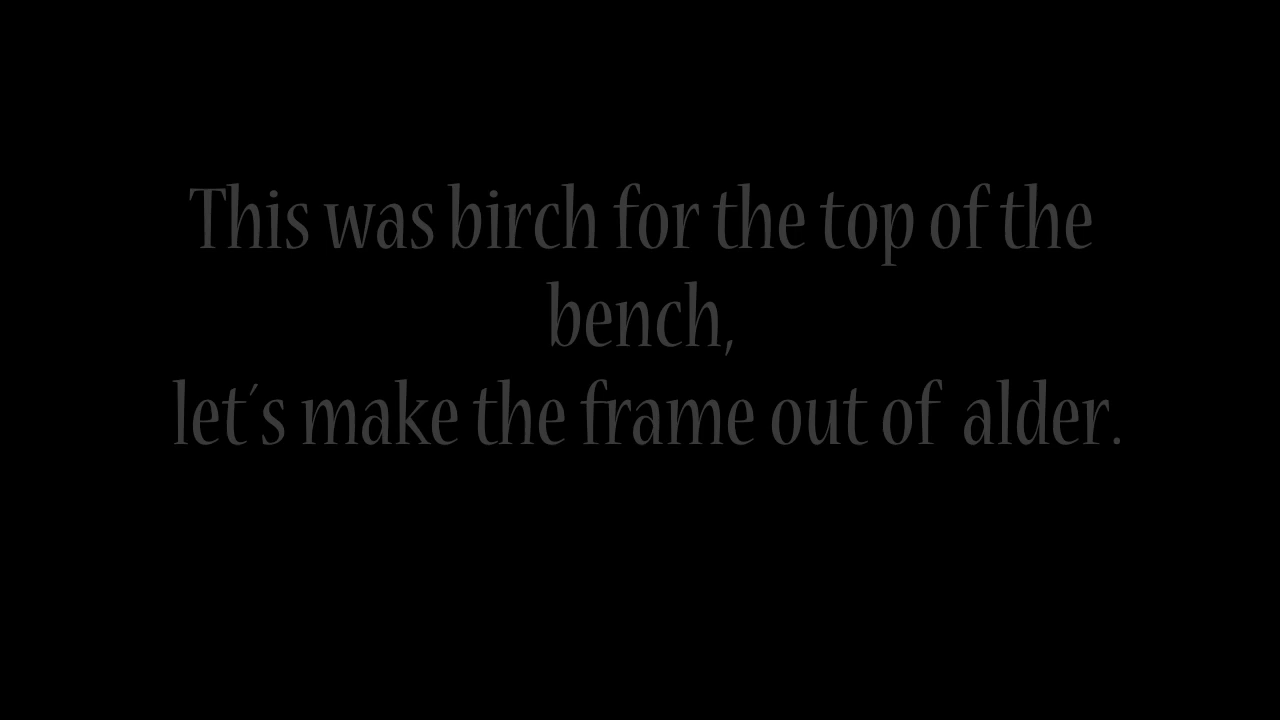 This was birch for the top of the
bench,
let's make the frame out of  alder.